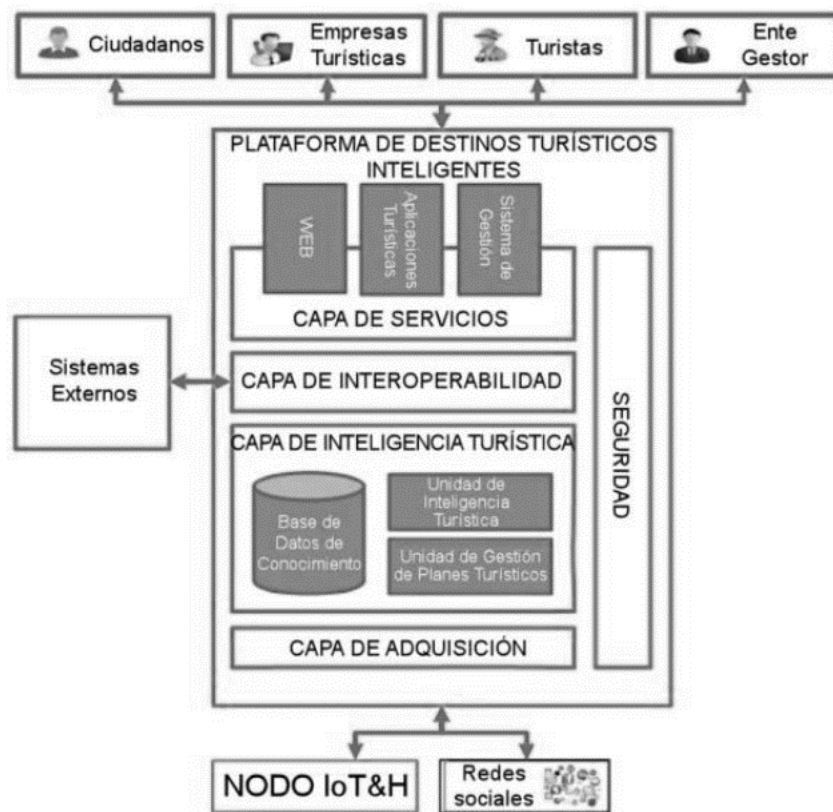 Ciudadanos
Empresas
Turísticas
Turistas
Ente
Gestor
PLATAFORMA DE DESTINOS TURÍSTICOS
INTELIGENTES
WEB
Aplicaciones
Turísticas
Sistema de
Gestión
CAPA DE SERVICIOS
Sistemas
Externos
CAPA DE INTEROPERABILIDAD
CAPA DE INTELIGENCIA TURÍSTICA
Base de
Datos de
Conocimiento
Unidad de
Inteligencia
Turística
Unidad de Gestión
de Planes Turísticos
CAPA DE ADQUISICIÓN
SEGURIDAD
NODO IoT&H
Redes
sociales